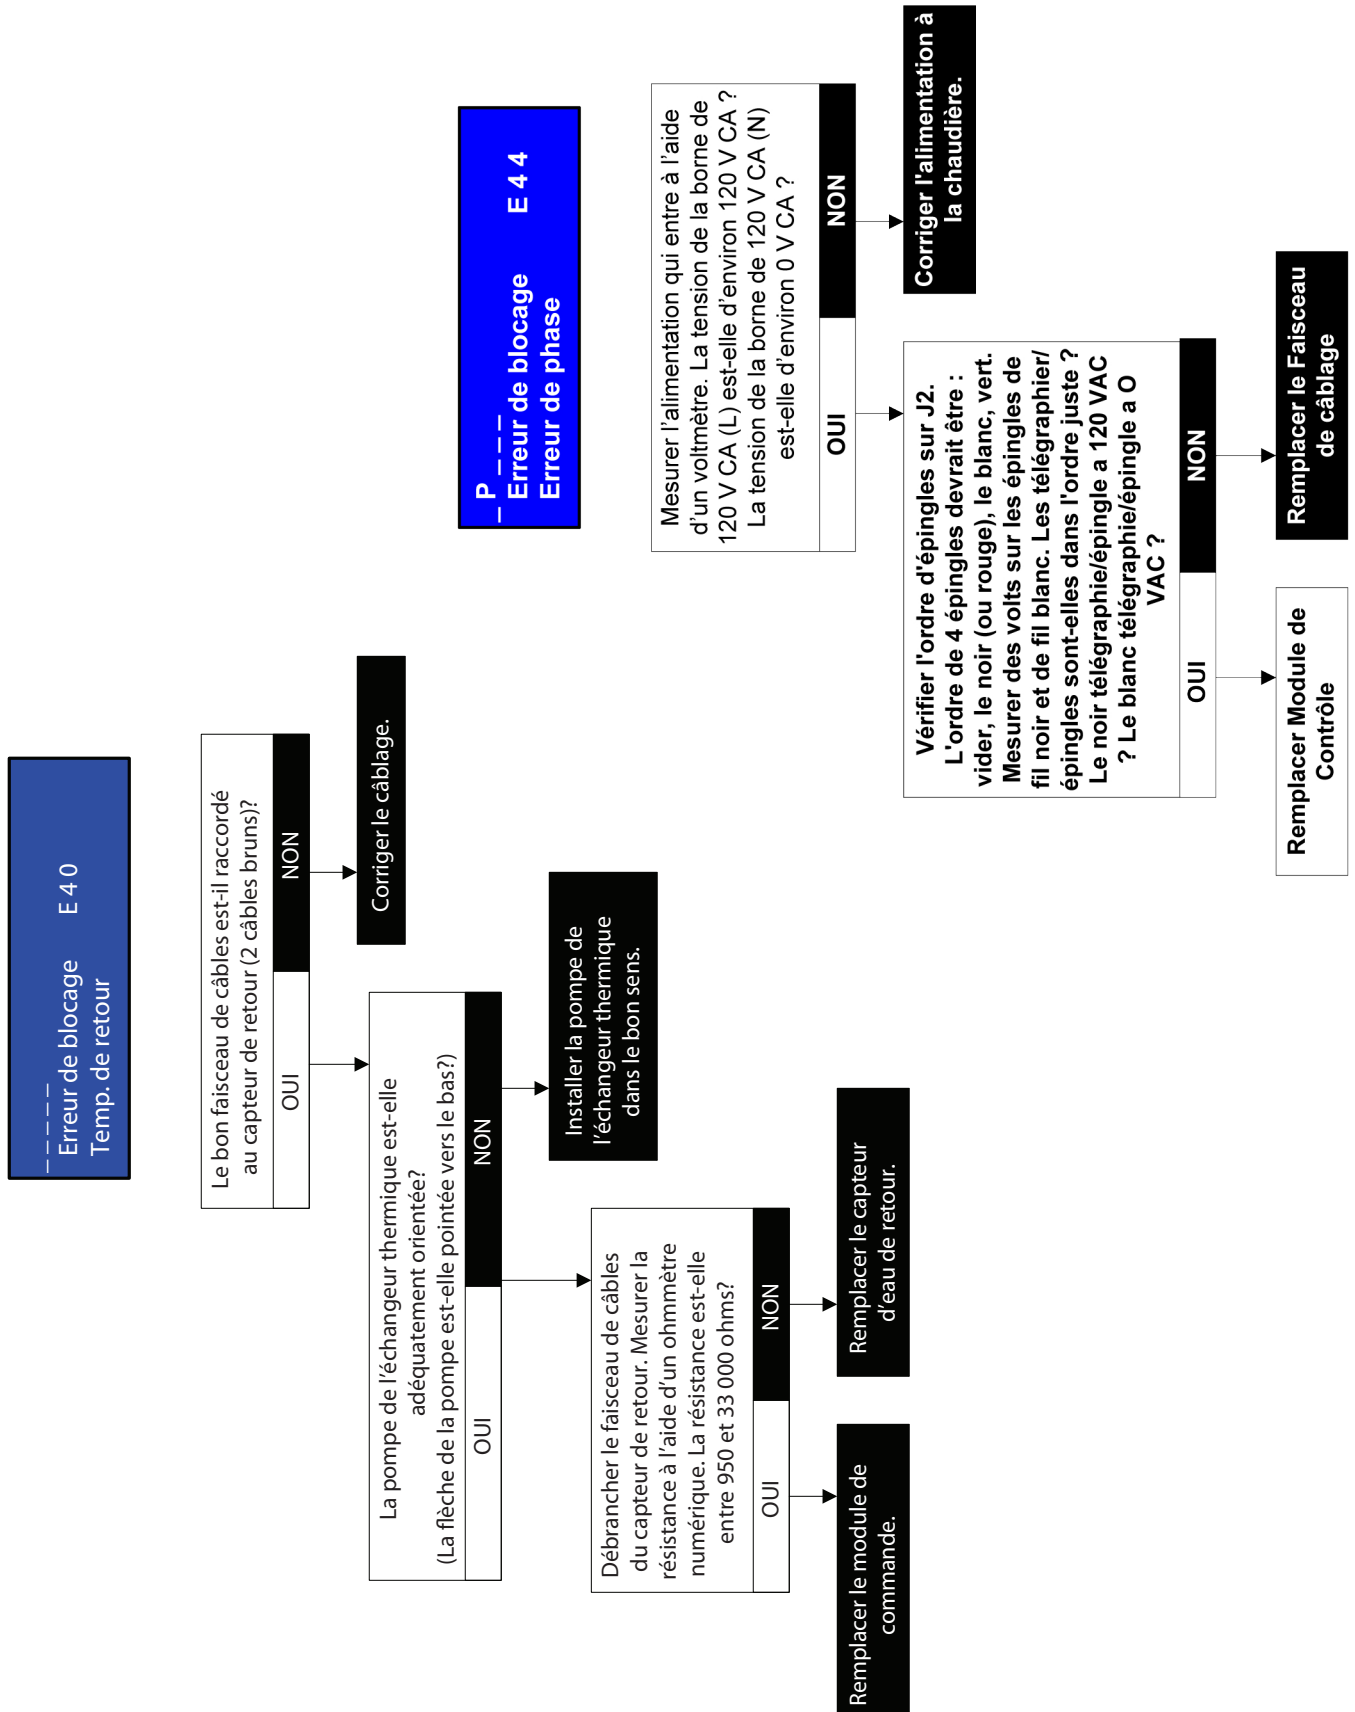 _ _ _ _ _
Erreur de blocage E 4 0
Temp. de retour
Le bon faisceau de câbles est-il raccordé
au capteur de retour (2 câbles bruns)?
OUI
NON
Corriger le câblage.
La pompe de l'échangeur thermique est-elle
adéquatement orientée?
(La flèche de la pompe est-elle pointée vers le bas?)
OUI
NON
Installer la pompe de
l'échangeur thermique
dans le bon sens.
Débrancher le faisceau de câbles
du capteur de retour. Mesurer la
résistance à l'aide d'un ohmmètre
numérique. La résistance est-elle
entre 950 et 33 000 ohms?
OUI
NON
Remplacer le module de
commande.
Remplacer le capteur
d'eau de retour.
_ P _ _ _
Erreur de blocage E 4 4
Erreur de phase
Mesurer l'alimentation qui entre à l'aide
d'un voltmètre. La tension de la borne de
120 V CA (L) est-elle d'environ 120 V CA ?
La tension de la borne de 120 V CA (N)
est-elle d'environ 0 V CA ?
OUI
NON
Corriger l'alimentation à
la chaudière.
Vérifier l'ordre d'épingles sur J2.
L'ordre de 4 épingles devrait être :
vider, le noir (ou rouge), le blanc, vert.
Mesurer des volts sur les épingles de
fil noir et de fil blanc. Les télégraphier/
épingles sont-elles dans l'ordre juste ?
Le noir télégraphie/épingle a 120 VAC
? Le blanc télégraphie/épingle a O
VAC ?
OUI
NON
Remplacer Module de
Contrôle
Remplacer le Faisceau
de câblage